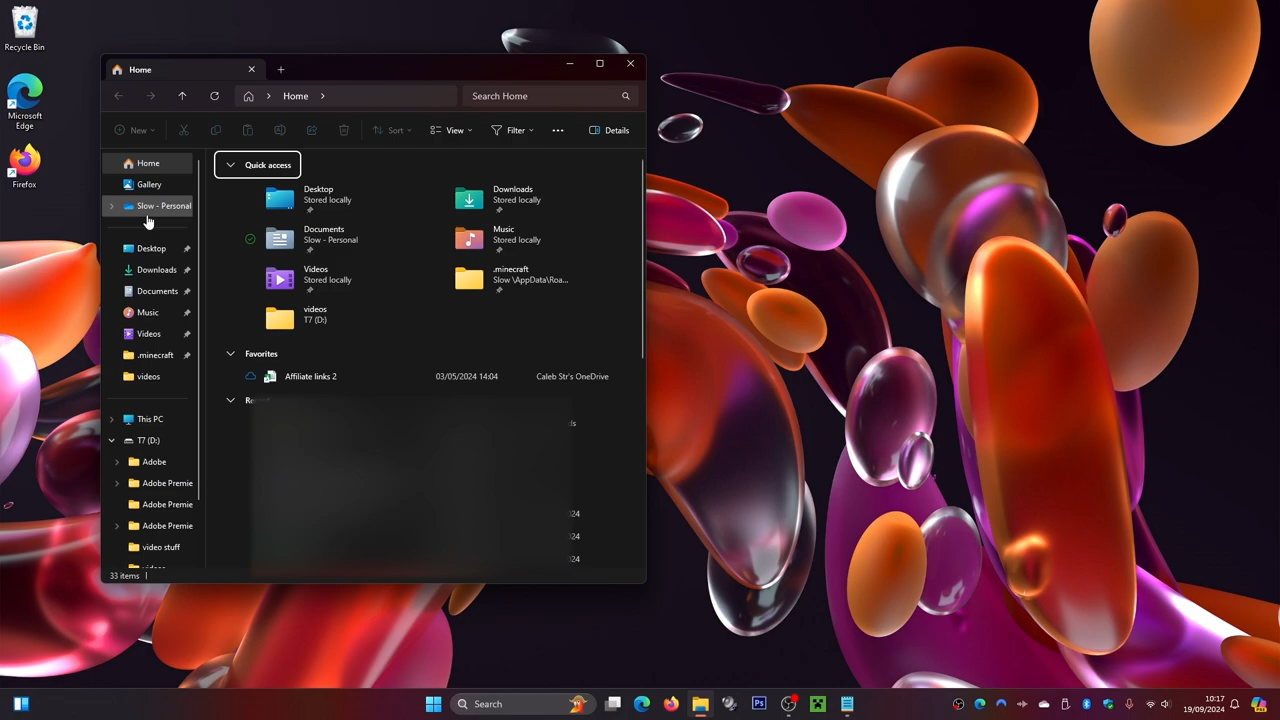 Recycle Bin
Microsoft
Edge
Firefox
Home
Home
Search Home
New
Sort
View
Filter
Details
Home
Gallery
Slow - Personal
Desktop
Downloads
Documents
Music
Videos
.minecraft
videos
This PC
T7 (D:)
Adobe
Adobe Premie
Adobe Premie
Adobe Premie
video stuff
Quick access
Desktop
Stored locally
Downloads
Stored locally
Documents
Slow - Personal
Music
Stored locally
Videos
Stored locally
.minecraft
Slow \AppData\Roa...
videos
T7 (D:)
Favorites
Affiliate links 2 03/05/2024 14:04 Caleb Str's OneDrive
33 items
Search
Ps
10:17
19/09/2024